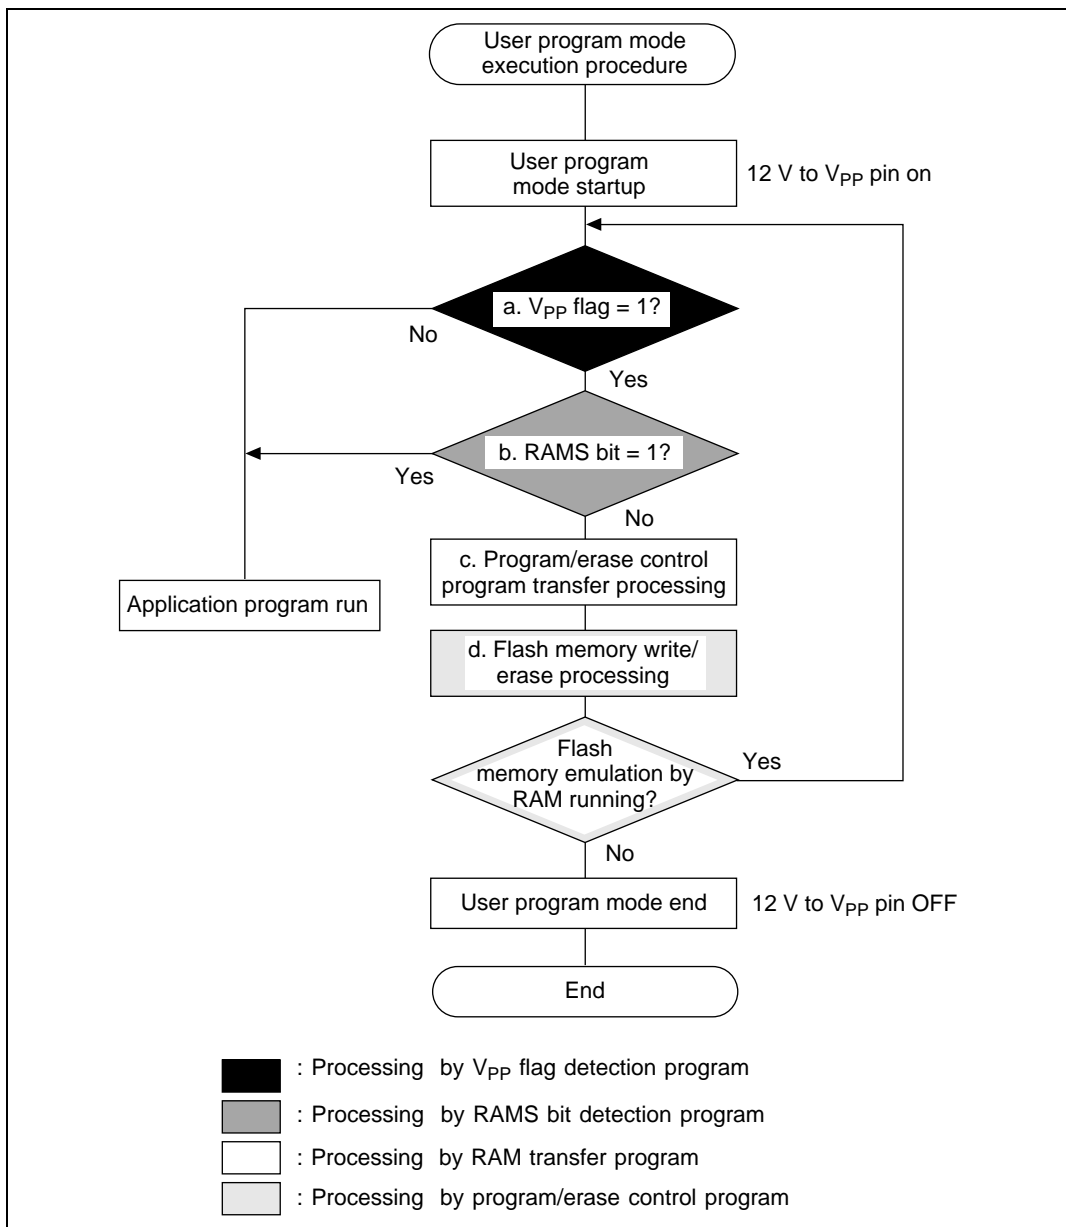 User program mode
execution procedure
User program
mode startup
12 V to VPP pin on
a. VPP flag = 1?
No
Yes
b. RAMS bit = 1?
Yes
No
c. Program/erase control
program transfer processing
Application program run
d. Flash memory write/
erase processing
Flash
memory emulation by
RAM running?
Yes
No
User program mode end
12 V to VPP pin OFF
End
: Processing by VPP flag detection program
: Processing by RAMS bit detection program
: Processing by RAM transfer program
: Processing by program/erase control program